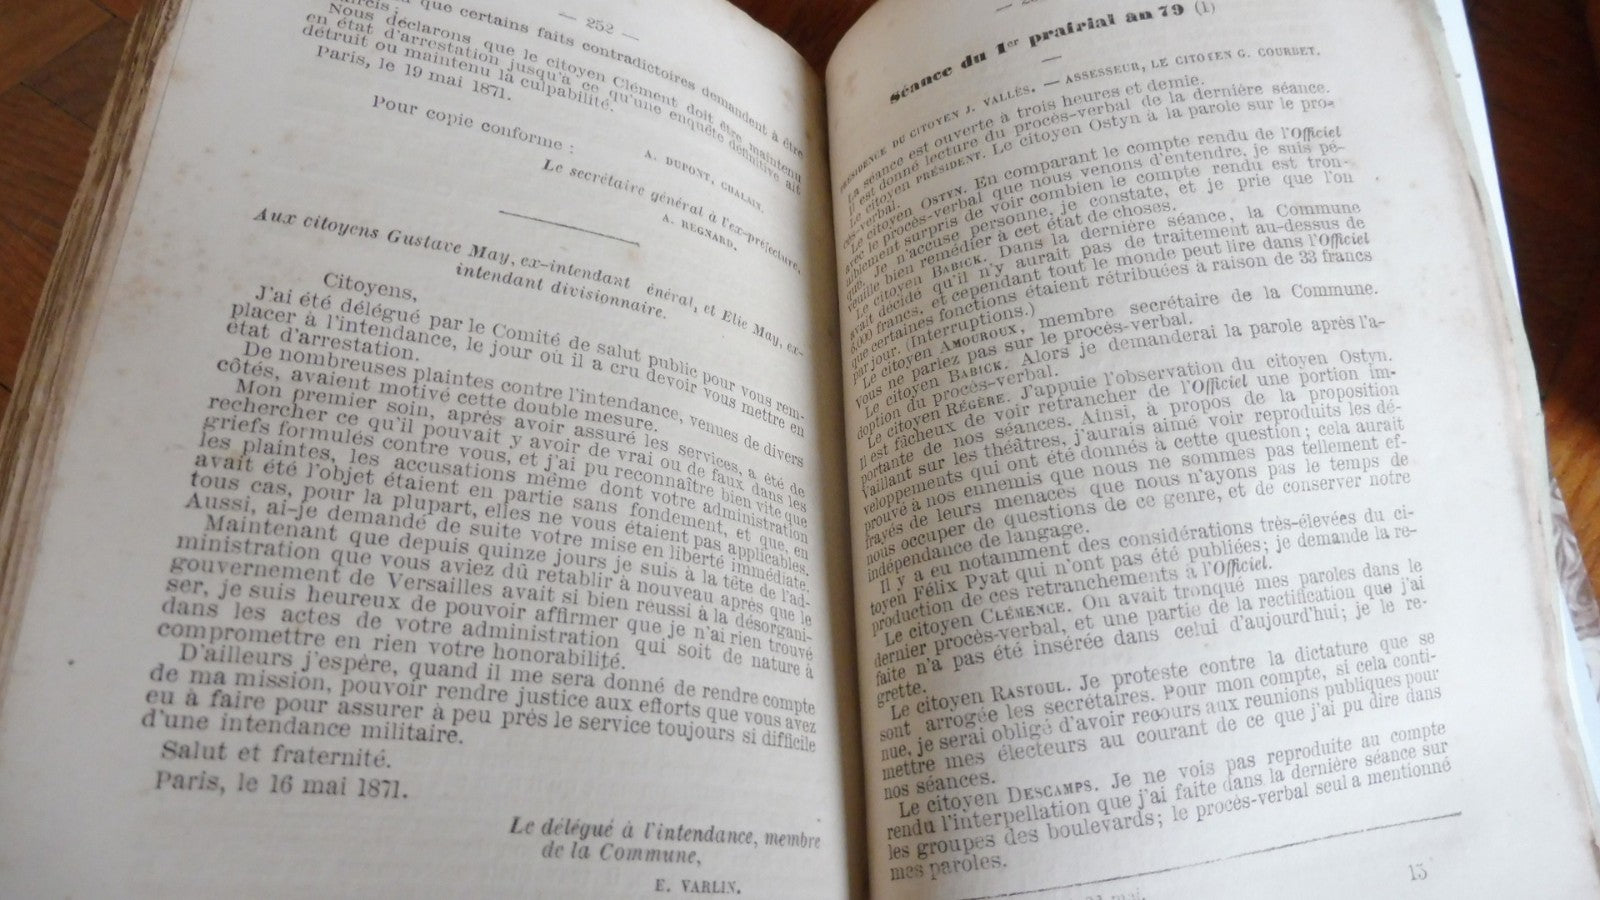 — 252 —
que certains faits contradictoires demandent à être
Nous déclarons que le citoyen Clément doit être maintenu
en état d'arrestation jusqu'à ce qu'une enquête définitive ait
détruit ou maintenu la culpabilité.
Paris, le 19 mai 1871.
A. DUPONT, CHALAIN.
Pour copie conforme :
Le secrétaire général à l'ex-préfecture,
A. REGNARD.
Aux citoyens Gustave May, ex-intendant énéral, et Elie May, ex-
intendant divisionnaire.
Citoyens,
J'ai été délégué par le Comité de salut public pour vous rem-
placer à l'intendance, le jour où il a cru devoir vous mettre en
état d'arrestation.
De nombreuses plaintes contre l'intendance, venues de divers
côtés, avaient motivé cette double mesure.
Mon premier soin, après avoir assuré les services, a été de
rechercher ce qu'il pouvait y avoir de vrai ou de faux dans les
griefs formulés contre vous, et j'ai pu reconnaître bien vite que
les plaintes, les accusations même dont votre administration
avait été l'objet étaient en partie sans fondement, et que, en
tous cas, pour la plupart, elles ne vous étaient pas applicables.
Aussi, ai-je demandé de suite votre mise en liberté immédiate.
Maintenant que depuis quinze jours je suis à la tête de l'ad-
ministration que vous aviez dû rétablir à nouveau après que le
gouvernement de Versailles avait si bien réussi à la désorgani-
ser, je suis heureux de pouvoir affirmer que je n'ai rien trouvé
dans les actes de votre administration qui soit de nature à
compromettre en rien votre honorabilité.
D'ailleurs j'espère, quand il me sera donné de rendre compte
de ma mission, pouvoir rendre justice aux efforts que vous avez
eu à faire pour assurer à peu près le service toujours si difficile
d'une intendance militaire.
Salut et fraternité.
Paris, le 16 mai 1871.
Le délégué à l'intendance, membre
de la Commune,
E. VARLIN.
Séance du 1er prairial an 79 (1)
PRÉSIDENCE DU CITOYEN J. VALLÈS. — ASSESSEUR, LE CITOYEN G. COURBET.
La séance est ouverte à trois heures et demie.
Il est donné lecture du procès-verbal de la dernière séance.
Le citoyen PRÉSIDENT. Le citoyen Ostyn à la parole sur le pro-
cès-verbal.
Le citoyen OSTYN. En comparant le compte rendu de l'Officiel
avec le procès-verbal que nous venons d'entendre, je suis pé-
niblement surpris de voir combien le compte rendu est tron-
qué. Je n'accuse personne, je constate, et je prie que l'on
veuille bien remédier à cet état de choses.
Le citoyen BABICK. Dans la dernière séance, la Commune
avait décidé qu'il n'y aurait pas de traitement au-dessus de
6,000 francs, et cependant tout le monde peut lire dans l'Officiel
que certaines fonctions étaient rétribuées à raison de 33 francs
par jour. (Interruptions.)
Le citoyen AMOUROUX, membre secrétaire de la Commune.
Vous ne parlez pas sur le procès-verbal.
Le citoyen BABICK. Alors je demanderai la parole après l'a-
doption du procès-verbal.
Le citoyen RÉGÈRE. J'appuie l'observation du citoyen Ostyn.
Il est fâcheux de voir retrancher de l'Officiel une portion im-
portante de nos séances. Ainsi, à propos de la proposition
Vaillant sur les théâtres, j'aurais aimé voir reproduits les dé-
veloppements qui ont été donnés à cette question ; cela aurait
prouvé à nos ennemis que nous ne sommes pas tellement ef-
frayés de leurs menaces que nous n'ayons pas le temps de
nous occuper de questions de ce genre, et de conserver notre
indépendance de langage.
Il y a eu notamment des considérations très-élevées du ci-
toyen Félix Pyat qui n'ont pas été publiées ; je demande la re-
production de ces retranchements à l'Officiel.
Le citoyen CLÉMENCE. On avait tronqué mes paroles dans le
dernier procès-verbal, et une partie de la rectification que j'ai
faite n'a pas été insérée dans celui d'aujourd'hui ; je le re-
grette.
Le citoyen RASTOUL. Je proteste contre la dictature que se
sont arrogée les secrétaires. Pour mon compte, si cela conti-
nue, je serai obligé d'avoir recours aux réunions publiques pour
mettre mes électeurs au courant de ce que j'ai pu dire dans
nos séances.
Le citoyen DESCAMPS. Je ne vois pas reproduite au compte
rendu l'interpellation que j'ai faite dans la dernière séance sur
les groupes des boulevards ; le procès-verbal seul a mentionné
mes paroles.
15